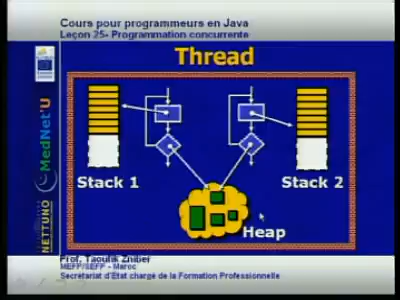 Cours pour programmeurs en Java
Leçon 25- Programmation concurrente
Thread
Stack 1
Stack 2
Heap
NETTUNO
MedNet'U
Prof. Taoufik Zniber
MEFP/SEFP - Maroc
Secrétariat d'Etat chargé de la Formation Professionnelle